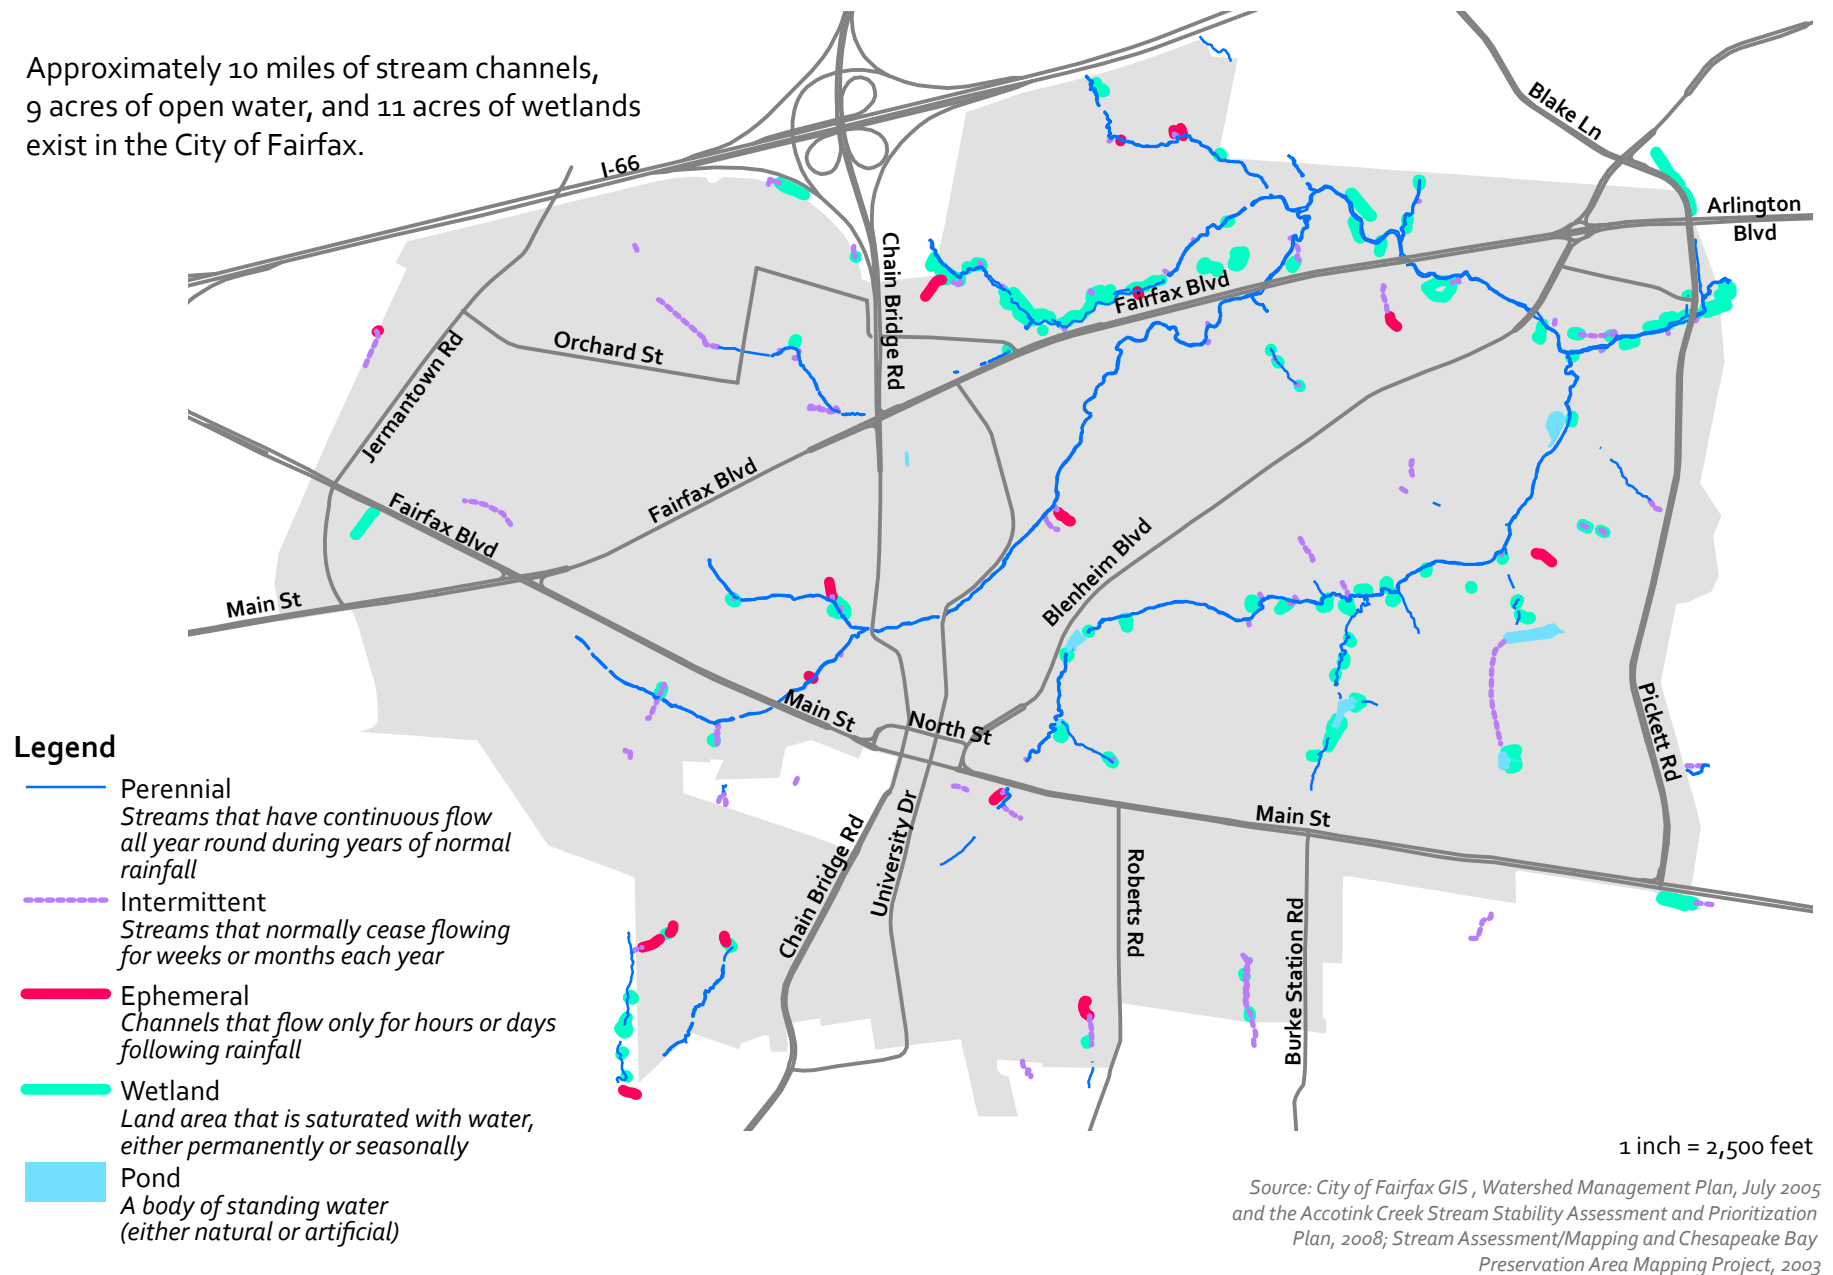 Approximately 10 miles of stream channels,
9 acres of open water, and 11 acres of wetlands
exist in the City of Fairfax.
I-66
Blake Ln
Arlington
Blvd
Chain Bridge Rd
Fairfax Blvd
Orchard St
Jermantown Rd
Fairfax Blvd
Fairfax Blvd
Main St
Blenheim Blvd
Main St
North St
Pickett Rd
Main St
Chain Bridge Rd
University Dr
Roberts Rd
Burke Station Rd
Legend
Perennial
Streams that have continuous flow
all year round during years of normal
rainfall
Intermittent
Streams that normally cease flowing
for weeks or months each year
Ephemeral
Channels that flow only for hours or days
following rainfall
Wetland
Land area that is saturated with water,
either permanently or seasonally
Pond
A body of standing water
(either natural or artificial)
1 inch = 2,500 feet
Source: City of Fairfax GIS , Watershed Management Plan, July 2005
and the Accotink Creek Stream Stability Assessment and Prioritization
Plan, 2008; Stream Assessment/Mapping and Chesapeake Bay
Preservation Area Mapping Project, 2003